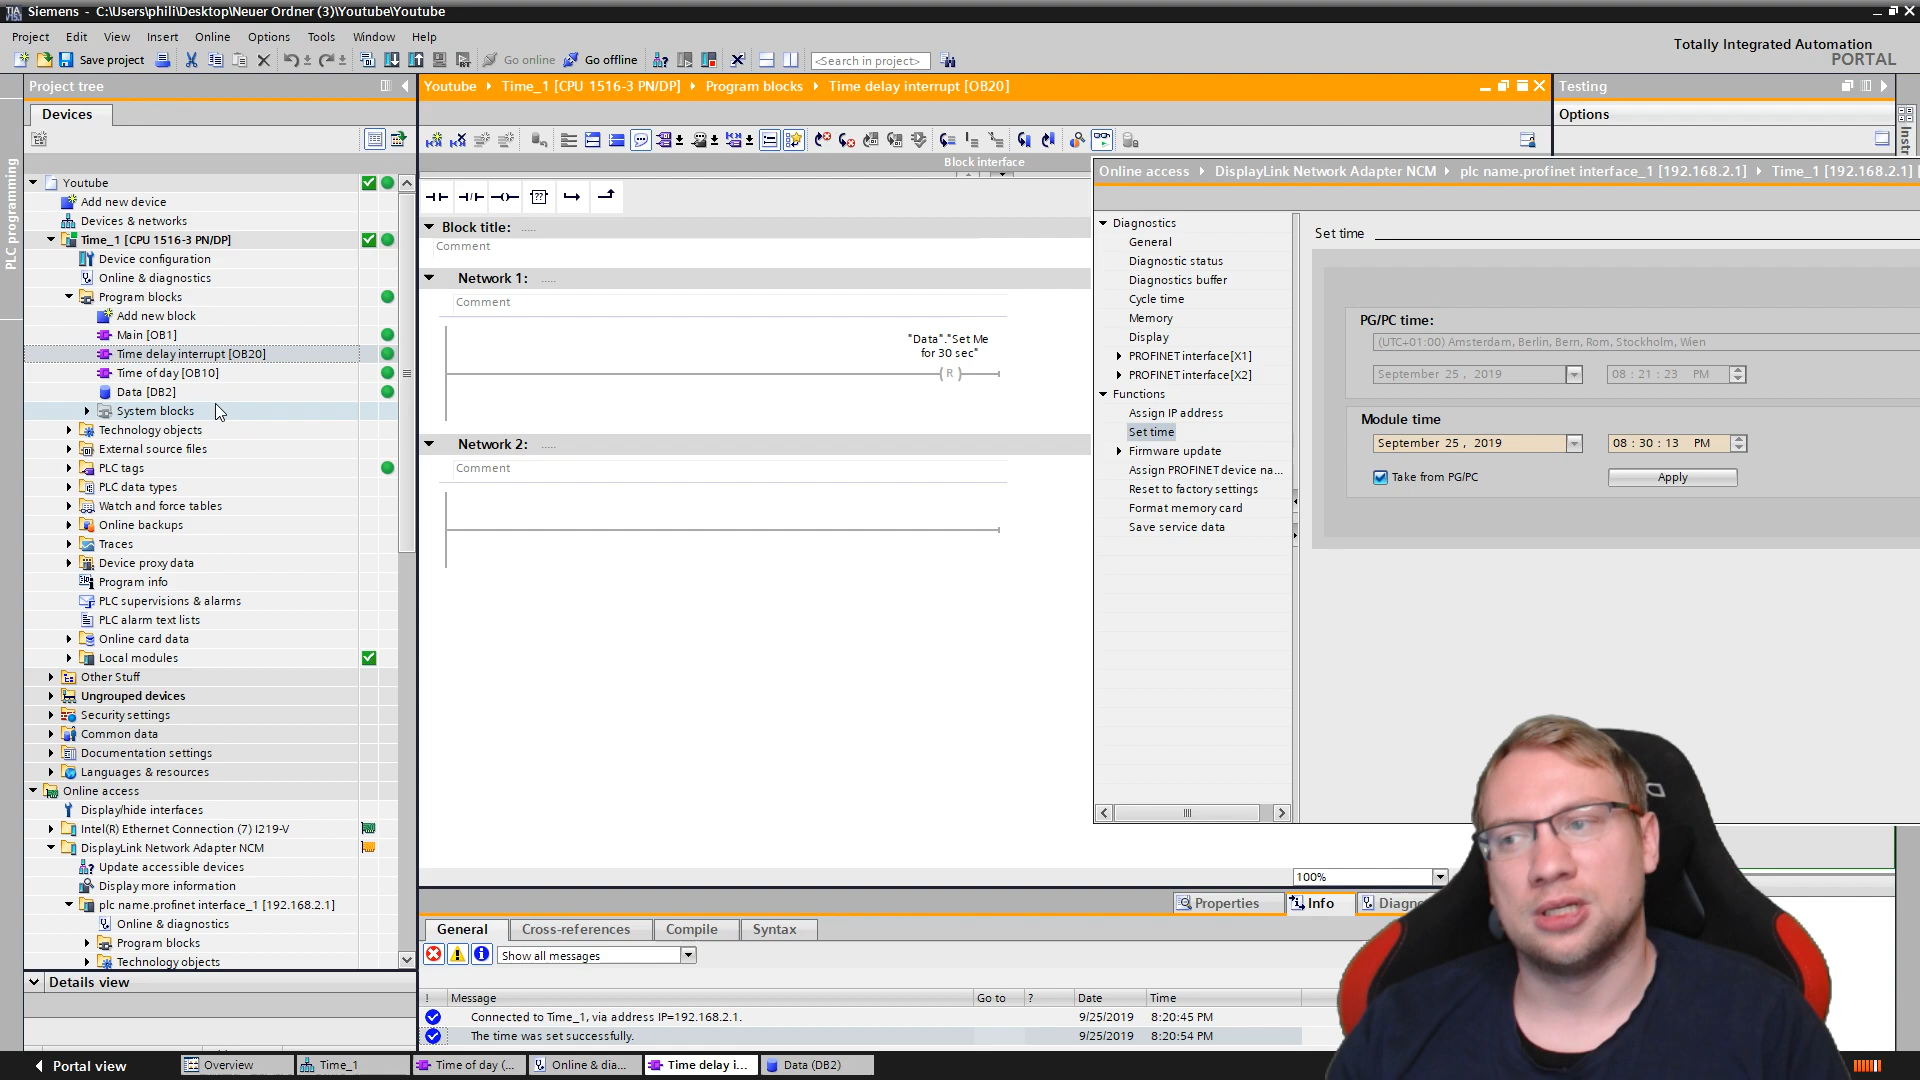 Siemens - C:\Users\phili\Desktop\Neuer Ordner (3)\Youtube\Youtube
Project Edit View Insert Online Options Tools Window Help
Totally Integrated Automation
PORTAL
Save project
Go online
Go offline
<Search in project>
Project tree
Youtube Time_1 [CPU 1516-3 PN/DP] Program blocks Time delay interrupt [OB20]
Testing
Devices
Options
PLC programming
Instr
Block interface
Youtube
Add new device
Devices & networks
Time_1 [CPU 1516-3 PN/DP]
Device configuration
Online & diagnostics
Program blocks
Add new block
Main [OB1]
Time delay interrupt [OB20]
Time of day [OB10]
Data [DB2]
System blocks
Technology objects
External source files
PLC tags
PLC data types
Watch and force tables
Online backups
Traces
Device proxy data
Program info
PLC supervisions & alarms
PLC alarm text lists
Online card data
Local modules
Other Stuff
Ungrouped devices
Security settings
Common data
Documentation settings
Languages & resources
Online access
Display/hide interfaces
Intel(R) Ethernet Connection (7) I219-V
DisplayLink Network Adapter NCM
Update accessible devices
Display more information
plc name.profinet interface_1 [192.168.2.1]
Online & diagnostics
Program blocks
Technology objects
Details view
??
Block title: .....
Comment
Network 1: .....
Comment
"Data"."Set Me
for 30 sec"
( R )
Network 2: .....
Comment
100%
Online access DisplayLink Network Adapter NCM plc name.profinet interface_1 [192.168.2.1] Time_1 [192.168.2.1]
Diagnostics
General
Diagnostic status
Diagnostics buffer
Cycle time
Memory
Display
PROFINET interface [X1]
PROFINET interface [X2]
Functions
Assign IP address
Set time
Firmware update
Assign PROFINET device na...
Reset to factory settings
Format memory card
Save service data
Set time
PG/PC time:
(UTC+01:00) Amsterdam, Berlin, Bern, Rom, Stockholm, Wien
September 25 , 2019
08 : 21 : 23 PM
Module time
September 25 , 2019
08 : 30 : 13 PM
Take from PG/PC
Apply
Properties
Info
Diagno
General
Cross-references
Compile
Syntax
Show all messages
! Message Go to ? Date Time
Connected to Time_1, via address IP=192.168.2.1. 9/25/2019 8:20:45 PM
The time was set successfully. 9/25/2019 8:20:54 PM
Portal view
Overview
Time_1
Time of day (...
Online & dia...
Time delay i...
Data (DB2)